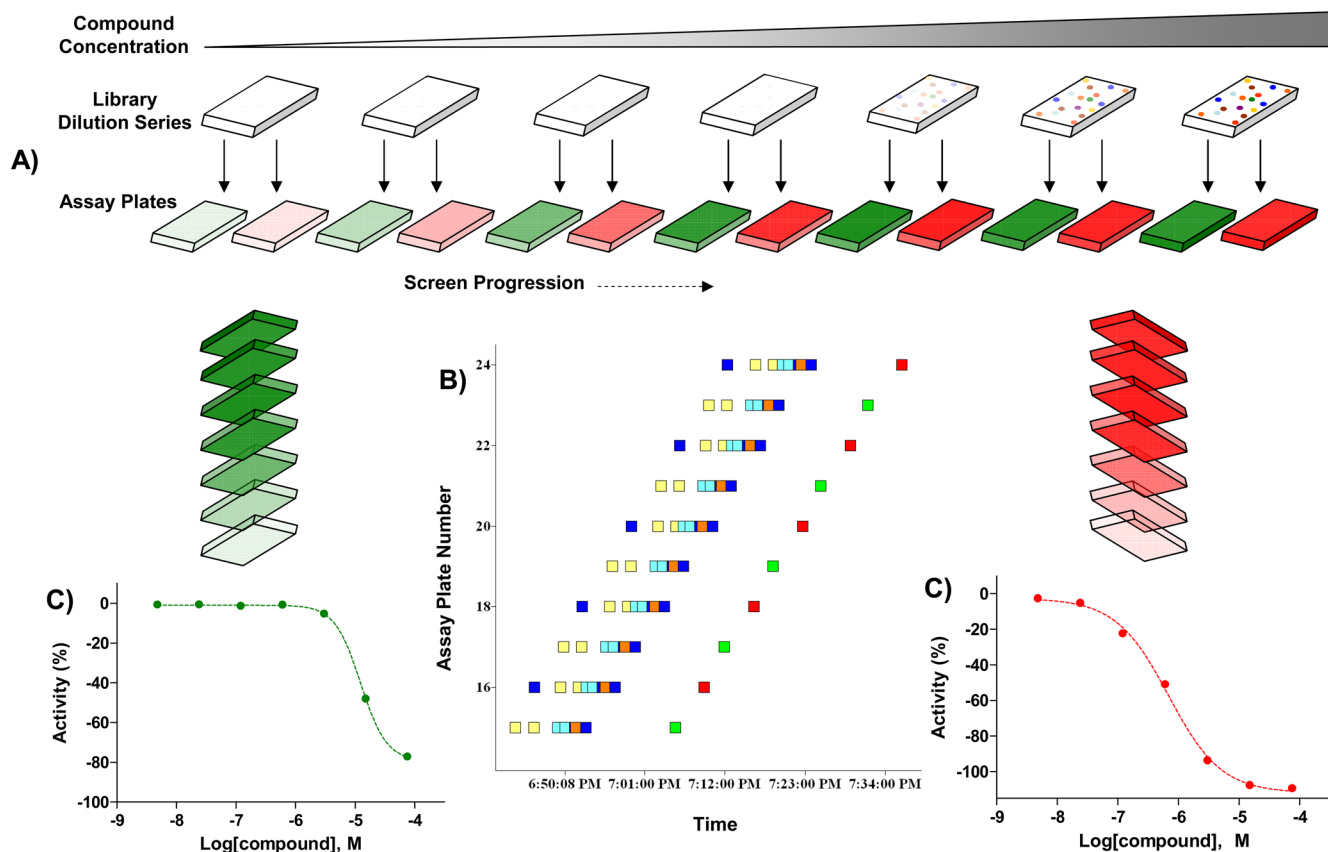 Compound
Concentration
Library
Dilution Series
A)
Assay Plates
Screen Progression
B)
Assay Plate Number
24
22
20
18
16
6:50:08 PM 7:01:00 PM 7:12:00 PM 7:23:00 PM 7:34:00 PM
Time
C)
Activity (%)
0
-20
-40
-60
-80
-100
-9 -8 -7 -6 -5 -4
Log[compound], M
C)
Activity (%)
0
-20
-40
-60
-80
-100
-9 -8 -7 -6 -5 -4
Log[compound], M